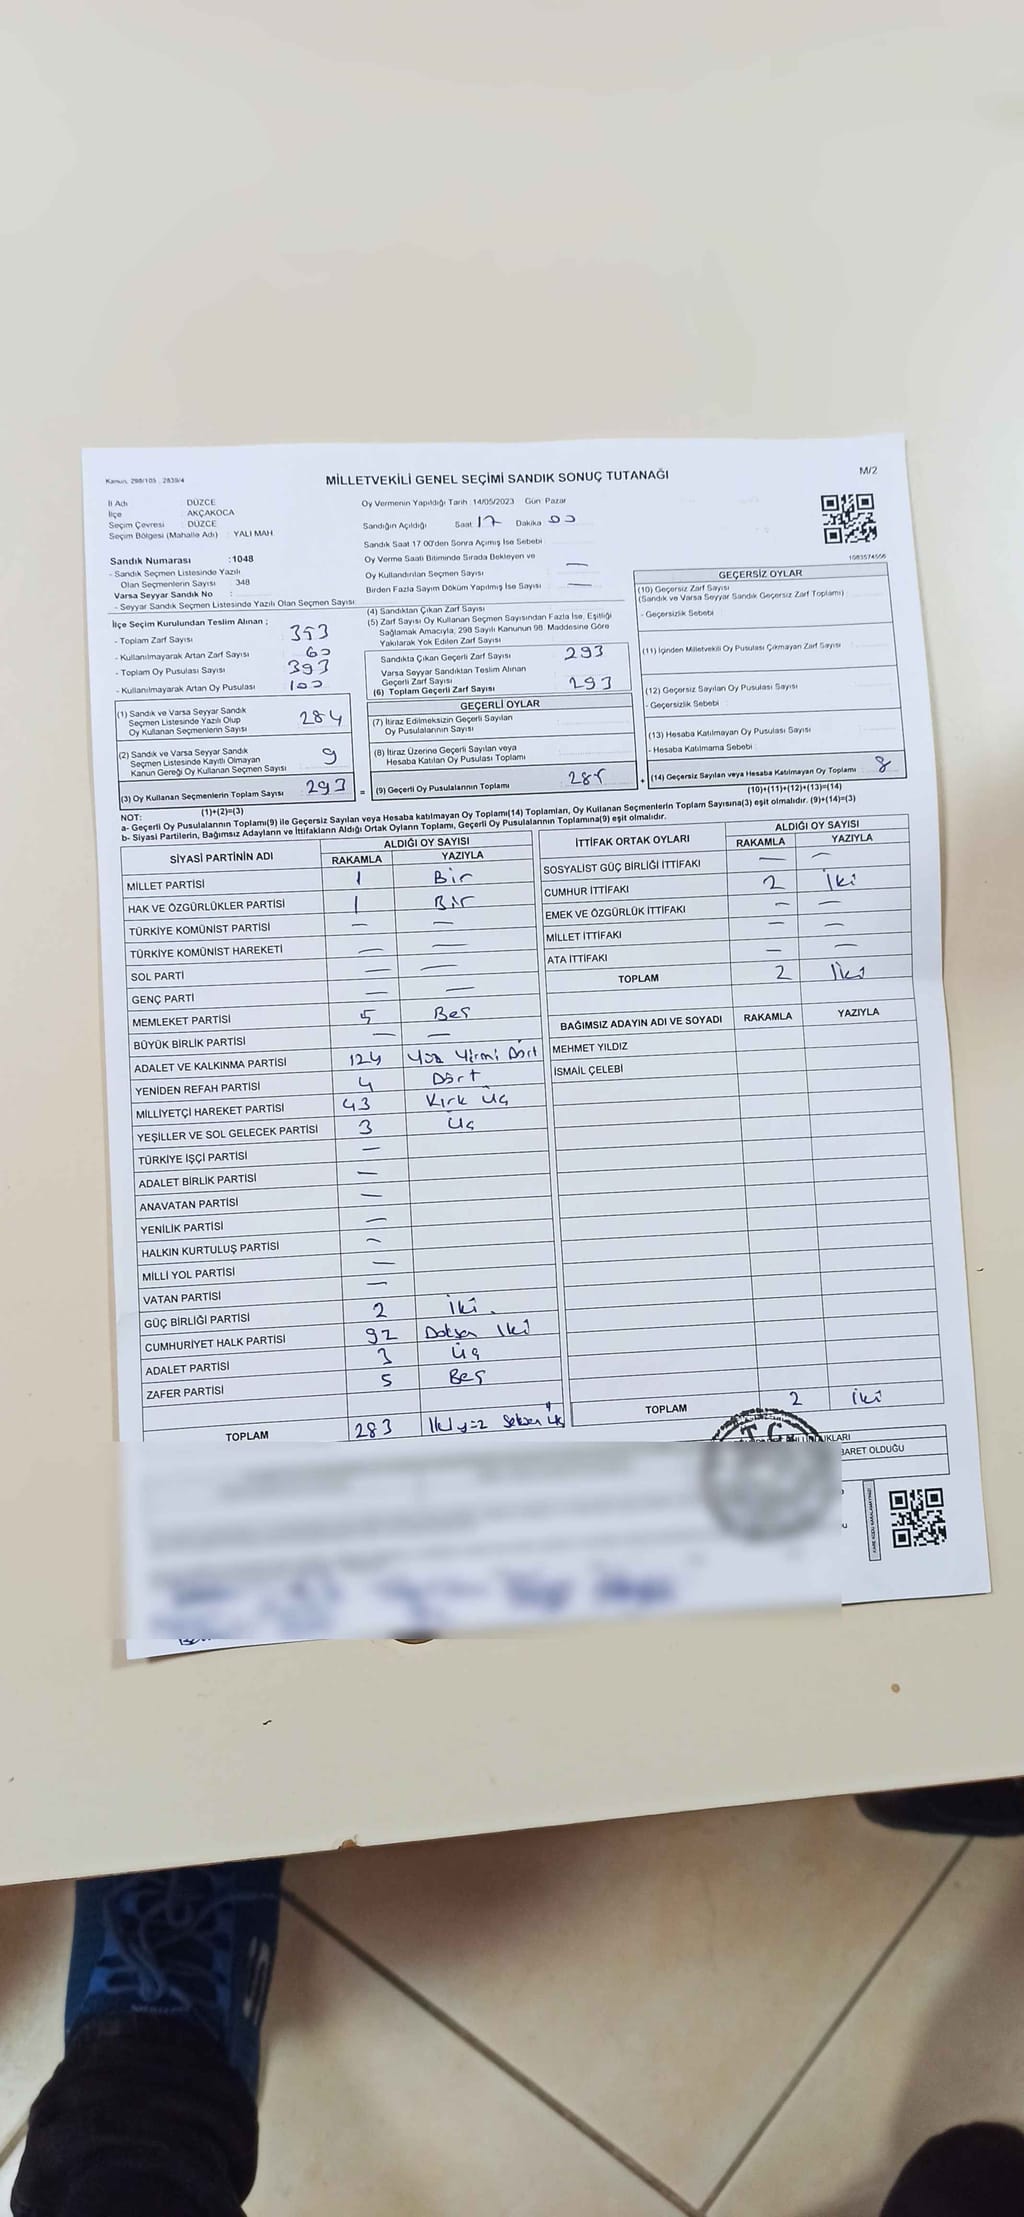 Kanun, 298/105 , 2839/4
MİLLETVEKİLİ GENEL SEÇİMİ SANDIK SONUÇ TUTANAĞI
M/2
İl Adı : DÜZCE
İlçe : AKÇAKOCA
Seçim Çevresi : DÜZCE
Seçim Bölgesi (Mahalle Adı) : YALI MAH.
Oy Vermenin Yapıldığı Tarih : 14/05/2023 Gün: Pazar
Sandığın Açıldığı Saat 17 Dakika 00
Sandık Saat 17:00'den Sonra Açılmış İse Sebebi
Oy Verme Saati Bitiminde Sırada Bekleyen ve
Oy Kullandırılan Seçmen Sayısı —
Birden Fazla Sayım Döküm Yapılmış İse Sayısı —
1083574506
Sandık Numarası : 1048
- Sandık Seçmen Listesinde Yazılı
Olan Seçmenlerin Sayısı : 348
Varsa Seyyar Sandık No :
- Seyyar Sandık Seçmen Listesinde Yazılı Olan Seçmen Sayısı:
İlçe Seçim Kurulundan Teslim Alınan ;
- Toplam Zarf Sayısı 353
- Kullanılmayarak Artan Zarf Sayısı 60
- Toplam Oy Pusulası Sayısı 393
- Kullanılmayarak Artan Oy Pusulası 100
(1) Sandık ve Varsa Seyyar Sandık
Seçmen Listesinde Yazılı Olup
Oy Kullanan Seçmenlerin Sayısı 284
(2) Sandık ve Varsa Seyyar Sandık
Seçmen Listesinde Kayıtlı Olmayan
Kanun Gereği Oy Kullanan Seçmen Sayısı 9
(3) Oy Kullanan Seçmenlerin Toplam Sayısı 293 =
(1)+(2)=(3)
(4) Sandıktan Çıkan Zarf Sayısı
(5) Zarf Sayısı Oy Kullanan Seçmen Sayısından Fazla İse, Eşitliği
Sağlamak Amacıyla, 298 Sayılı Kanunun 98. Maddesine Göre
Yakılarak Yok Edilen Zarf Sayısı
Sandıkta Çıkan Geçerli Zarf Sayısı 293
Varsa Seyyar Sandıktan Teslim Alınan
Geçerli Zarf Sayısı
(6) Toplam Geçerli Zarf Sayısı 293
GEÇERLİ OYLAR
(7) İtiraz Edilmeksizin Geçerli Sayılan
Oy Pusulalarının Sayısı
(8) İtiraz Üzerine Geçerli Sayılan veya
Hesaba Katılan Oy Pusulası Toplamı
(9) Geçerli Oy Pusulalarının Toplamı 285 +
GEÇERSİZ OYLAR
(10) Geçersiz Zarf Sayısı
(Sandık ve Varsa Seyyar Sandık Geçersiz Zarf Toplamı)
- Geçersizlik Sebebi
(11) İçinden Milletvekili Oy Pusulası Çıkmayan Zarf Sayısı
(12) Geçersiz Sayılan Oy Pusulası Sayısı
- Geçersizlik Sebebi
(13) Hesaba Katılmayan Oy Pusulası Sayısı
- Hesaba Katılmama Sebebi
(14) Geçersiz Sayılan veya Hesaba Katılmayan Oy Toplamı 8
(10)+(11)+(12)+(13)=(14)
NOT:
a- Geçerli Oy Pusulalarının Toplamı(9) ile Geçersiz Sayılan veya Hesaba katılmayan Oy Toplamı(14) Toplamları, Oy Kullanan Seçmenlerin Toplam Sayısına(3) eşit olmalıdır. (9)+(14)=(3)
b- Siyasi Partilerin, Bağımsız Adayların ve İttifakların Aldığı Ortak Oyların Toplamı, Geçerli Oy Pusulalarının Toplamına(9) eşit olmalıdır.
SİYASİ PARTİNİN ADI ALDIĞI OY SAYISI
RAKAMLA YAZIYLA
MİLLET PARTİSİ 1 Bir
HAK VE ÖZGÜRLÜKLER PARTİSİ 1 Bir
TÜRKİYE KOMÜNİST PARTİSİ — —
TÜRKİYE KOMÜNİST HAREKETİ — —
SOL PARTİ — —
GENÇ PARTİ — —
MEMLEKET PARTİSİ 5 Beş
BÜYÜK BİRLİK PARTİSİ — —
ADALET VE KALKINMA PARTİSİ 124 Yüz Yirmi Dört
YENİDEN REFAH PARTİSİ 4 Dört
MİLLİYETÇİ HAREKET PARTİSİ 43 Kırk Üç
YEŞİLLER VE SOL GELECEK PARTİSİ 3 Üç
TÜRKİYE İŞÇİ PARTİSİ —
ADALET BİRLİK PARTİSİ —
ANAVATAN PARTİSİ —
YENİLİK PARTİSİ —
HALKIN KURTULUŞ PARTİSİ —
MİLLİ YOL PARTİSİ —
VATAN PARTİSİ —
GÜÇ BİRLİĞİ PARTİSİ 2 İki
CUMHURİYET HALK PARTİSİ 92 Doksan İki
ADALET PARTİSİ 3 Üç
ZAFER PARTİSİ 5 Beş
TOPLAM 283 İki yüz Seksen Üç
İTTİFAK ORTAK OYLARI ALDIĞI OY SAYISI
RAKAMLA YAZIYLA
SOSYALİST GÜÇ BİRLİĞİ İTTİFAKI — —
CUMHUR İTTİFAKI 2 İki
EMEK VE ÖZGÜRLÜK İTTİFAKI — —
MİLLET İTTİFAKI — —
ATA İTTİFAKI — —
TOPLAM 2 İki
BAĞIMSIZ ADAYIN ADI VE SOYADI RAKAMLA YAZIYLA
MEHMET YILDIZ
İSMAİL ÇELEBİ
TOPLAM 2 İki
T.C.
BARET OLDUĞU